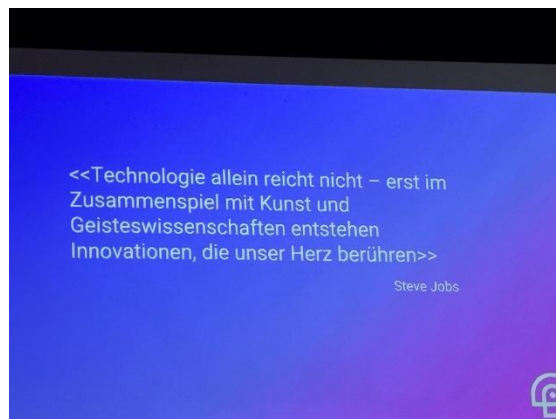 <<Technologie allein reicht nicht – erst im
Zusammenspiel mit Kunst und
Geisteswissenschaften entstehen
Innovationen, die unser Herz berühren>>
Steve Jobs